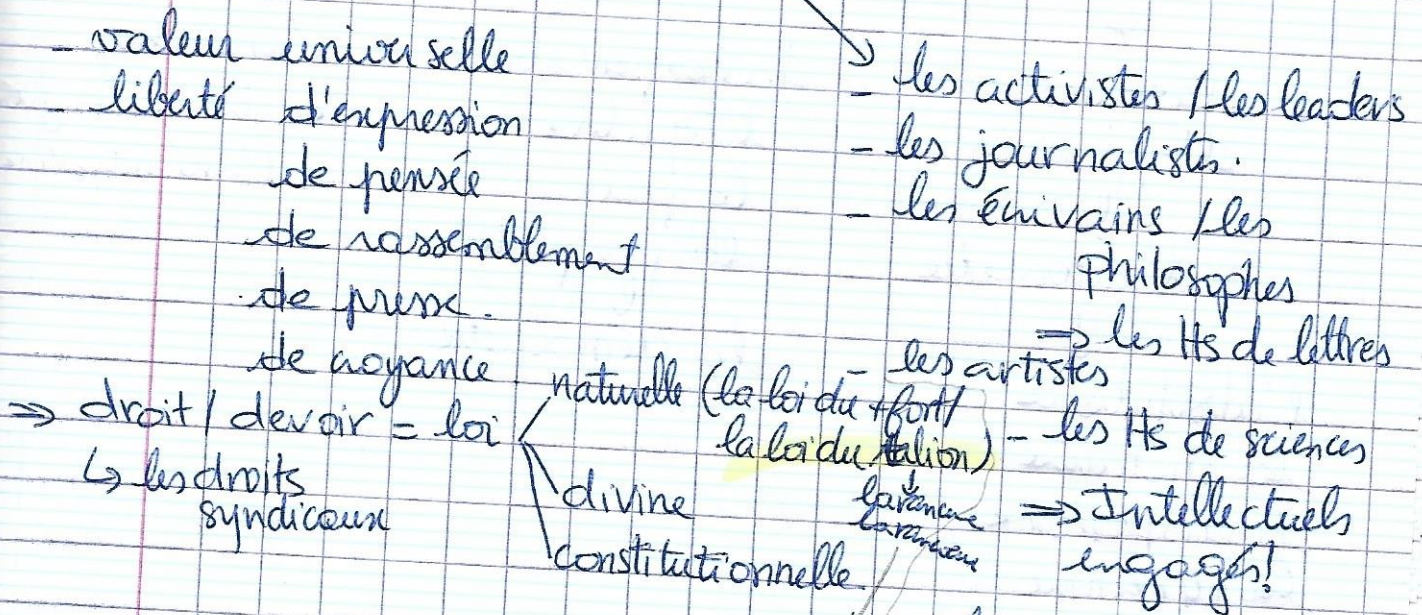 - valeur universelle
- liberté d'expression
de pensée
de rassemblement
de presse.
de croyance
⇒ droit / devoir = loi
↳ les droits
syndicaux
naturelle (la loi du + fort /
la loi du talion)
↓
la rancune
divine
constitutionnelle
- les activistes / les leaders
- les journalistes.
- les écrivains / les
philosophes
⇒ les Hs de lettres
- les artistes
- les Hs de sciences
⇒ Intellectuels
engagés!